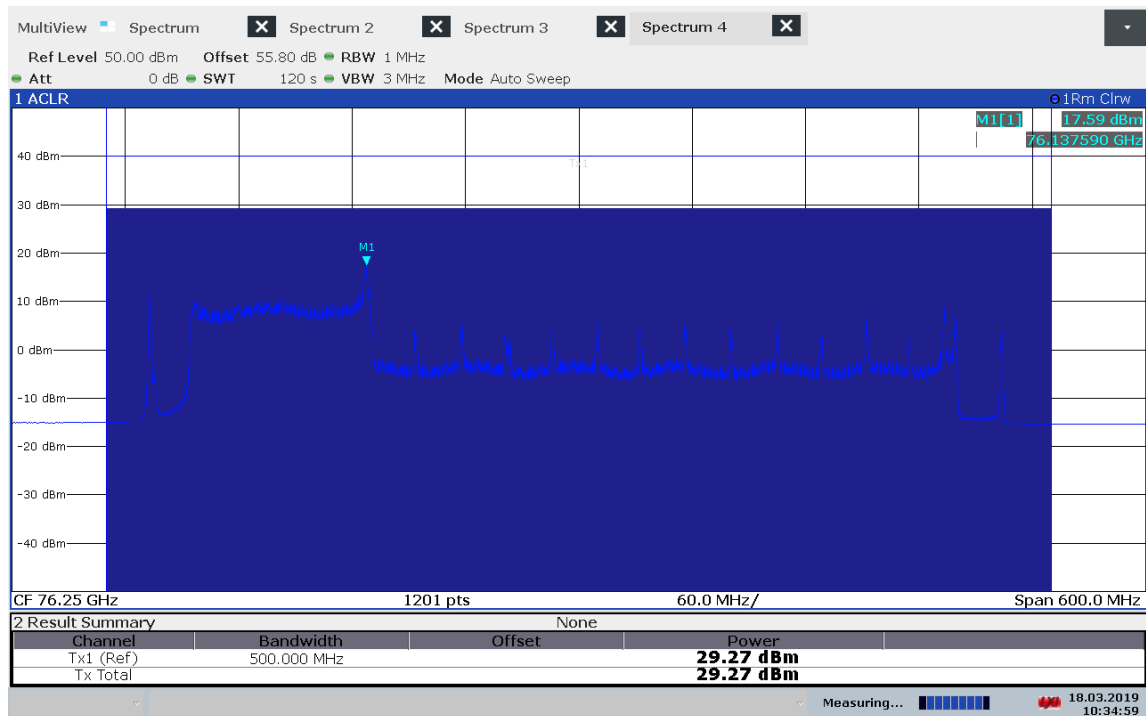 MultiView Spectrum Spectrum 2 Spectrum 3 Spectrum 4
Ref Level 50.00 dBm Offset 55.80 dB RBW 1 MHz
Att 0 dB SWT 120 s VBW 3 MHz Mode Auto Sweep
1 ACLR 1Rm Clrw
M1[1] 17.59 dBm
76.137590 GHz
40 dBm
Tx1
30 dBm
20 dBm
M1
10 dBm
0 dBm
-10 dBm
-20 dBm
-30 dBm
-40 dBm
CF 76.25 GHz 1201 pts 60.0 MHz/ Span 600.0 MHz
2 Result Summary None
Channel Bandwidth Offset Power
Tx1 (Ref) 500.000 MHz 29.27 dBm
Tx Total 29.27 dBm
Measuring... 18.03.2019
10:34:59